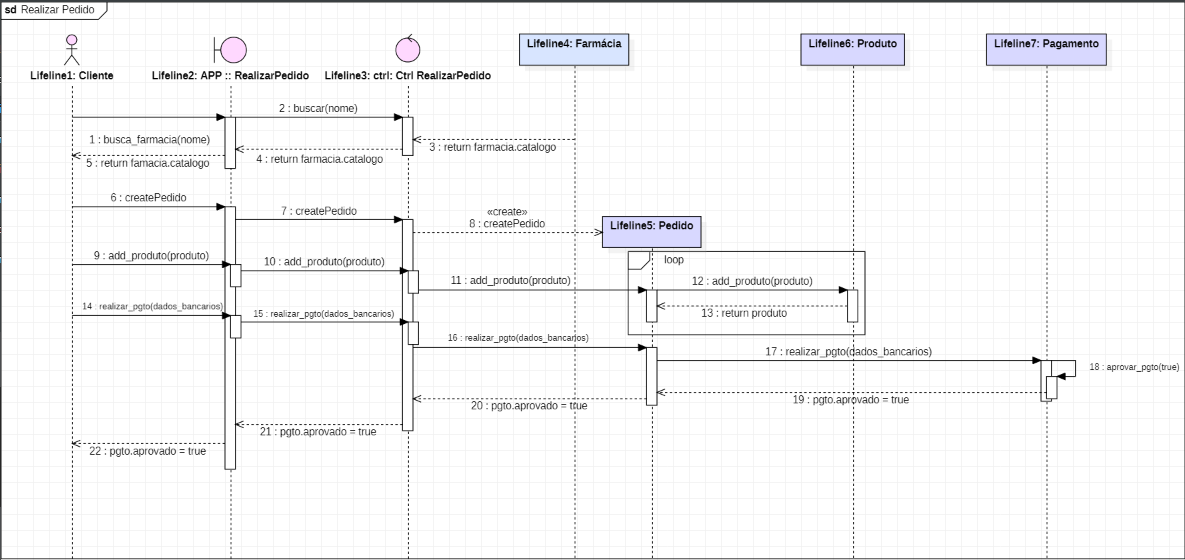 sd Realizar Pedido
Lifeline1: Cliente
Lifeline2: APP :: RealizarPedido
Lifeline3: ctrl: Ctrl RealizarPedido
Lifeline4: Farmácia
Lifeline6: Produto
Lifeline7: Pagamento
2 : buscar(nome)
1 : busca_farmacia(nome)
3 : return farmacia.catalogo
4 : return farmacia.catalogo
5 : return famacia.catalogo
6 : createPedido
7 : createPedido
«create»
8 : createPedido
Lifeline5: Pedido
loop
9 : add_produto(produto)
10 : add_produto(produto)
11 : add_produto(produto)
12 : add_produto(produto)
13 : return produto
14 : realizar_pgto(dados_bancarios)
15 : realizar_pgto(dados_bancarios)
16 : realizar_pgto(dados_bancarios)
17 : realizar_pgto(dados_bancarios)
18 : aprovar_pgto(true)
19 : pgto.aprovado = true
20 : pgto.aprovado = true
21 : pgto.aprovado = true
22 : pgto.aprovado = true